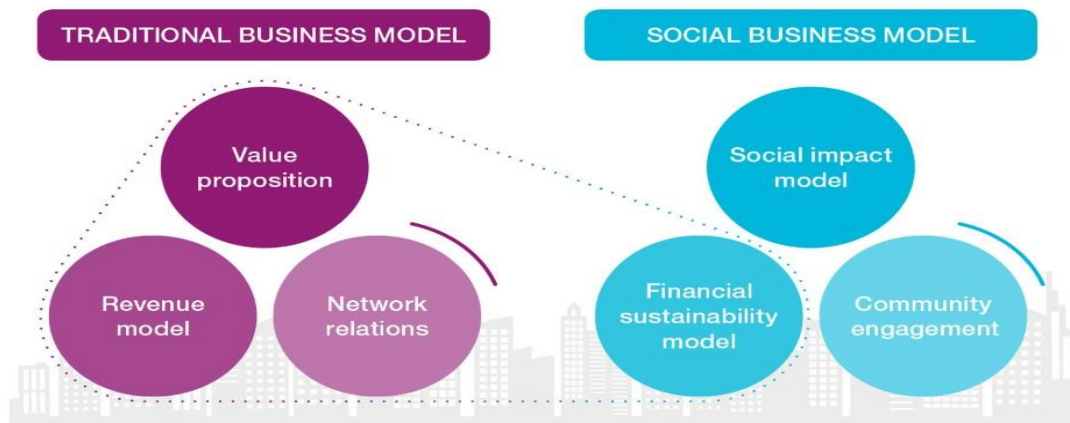 TRADITIONAL BUSINESS MODEL
SOCIAL BUSINESS MODEL
Value
proposition
Revenue
model
Network
relations
Social impact
model
Financial
sustainability
model
Community
engagement